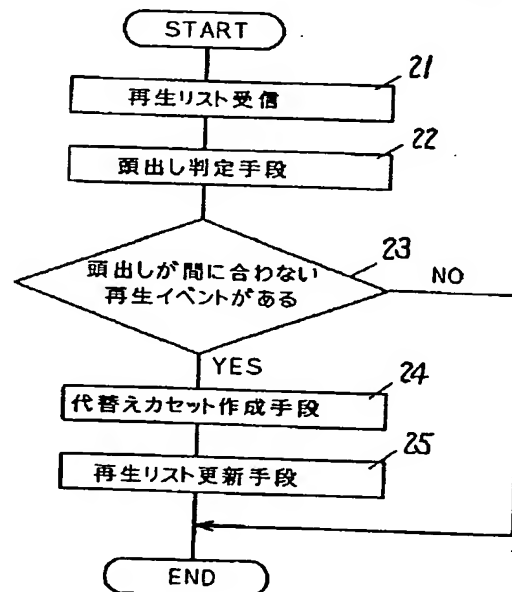 START
21
再生リスト受信
22
頭出し判定手段
23
頭出しが間に合わない
再生イベントがある
NO
YES
24
代替えカセット作成手段
25
再生リスト更新手段
END